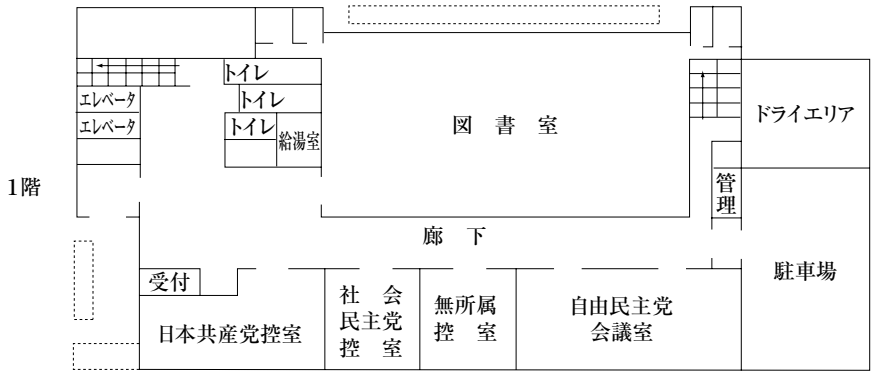 1階
エレベータ
エレベータ
トイレ
トイレ
トイレ
給湯室
図書室
ドライエリア
管理
駐車場
廊下
受付
日本共産党控室
社会
民主党
控室
無所属
控室
自由民主党
会議室